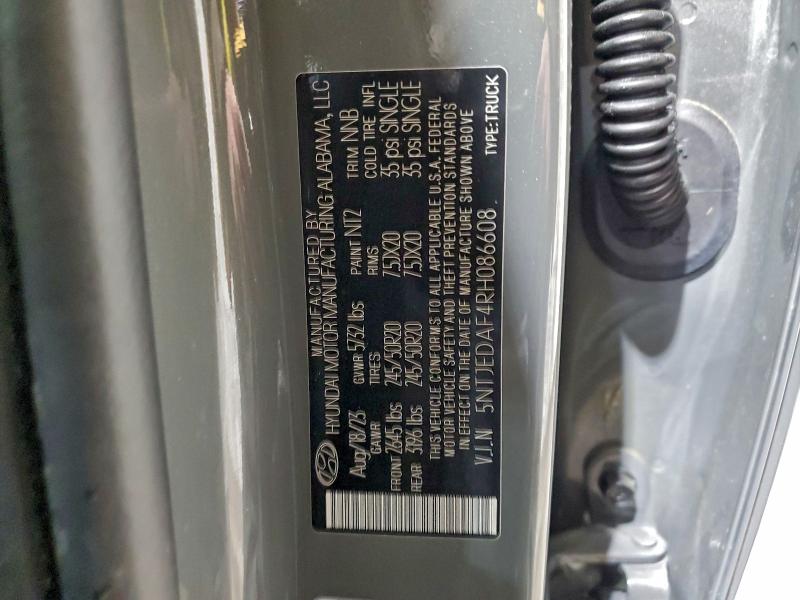 MANUFACTURED BY
HYUNDAI MOTOR MANUFACTURING ALABAMA, LLC
Aug/18/23 GVWR 5732 lbs PAINT NT2 TRIM NNB
GAWR TIRES RIMS: COLD TIRE INFL
FRONT 2645 lbs 245/50R20 7.5JX20 35 psi SINGLE
REAR 3196 lbs 245/50R20 7.5JX20 35 psi SINGLE
THIS VEHICLE CONFORMS TO ALL APPLICABLE U.S.A. FEDERAL
MOTOR VEHICLE SAFETY AND THEFT PREVENTION STANDARDS
IN EFFECT ON THE DATE OF MANUFACTURE SHOWN ABOVE
V.I.N 5NTJEDAF4RH086608 TYPE:TRUCK